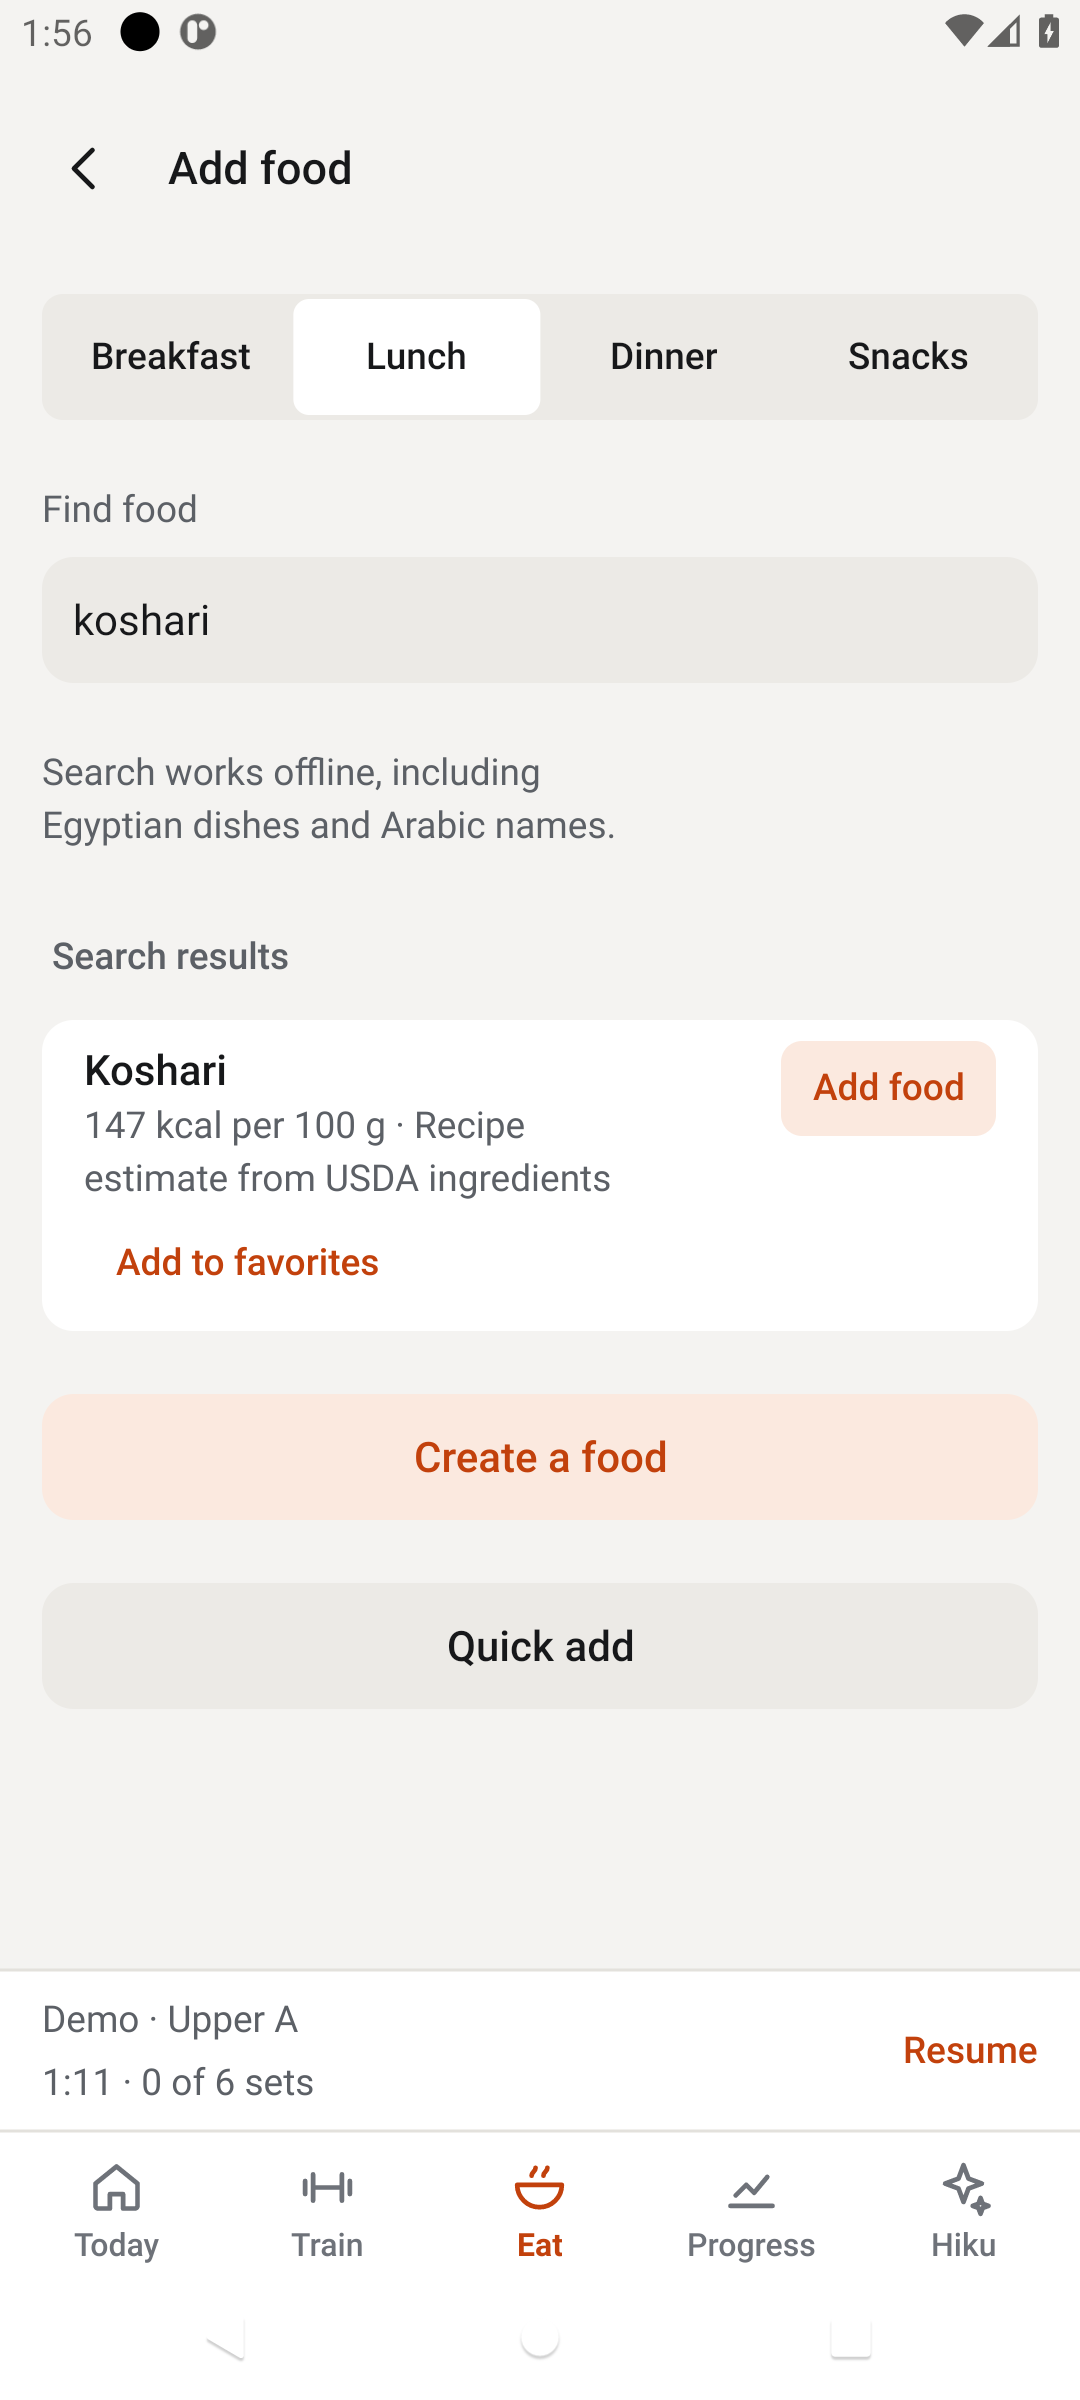 1:56
Add food
Breakfast Lunch Dinner Snacks
Find food
koshari
Search works offline, including
Egyptian dishes and Arabic names.
Search results
Koshari
Add food
147 kcal per 100 g · Recipe
estimate from USDA ingredients
Add to favorites
Create a food
Quick add
Demo · Upper A
1:11 · 0 of 6 sets
Resume
Today Train Eat Progress Hiku